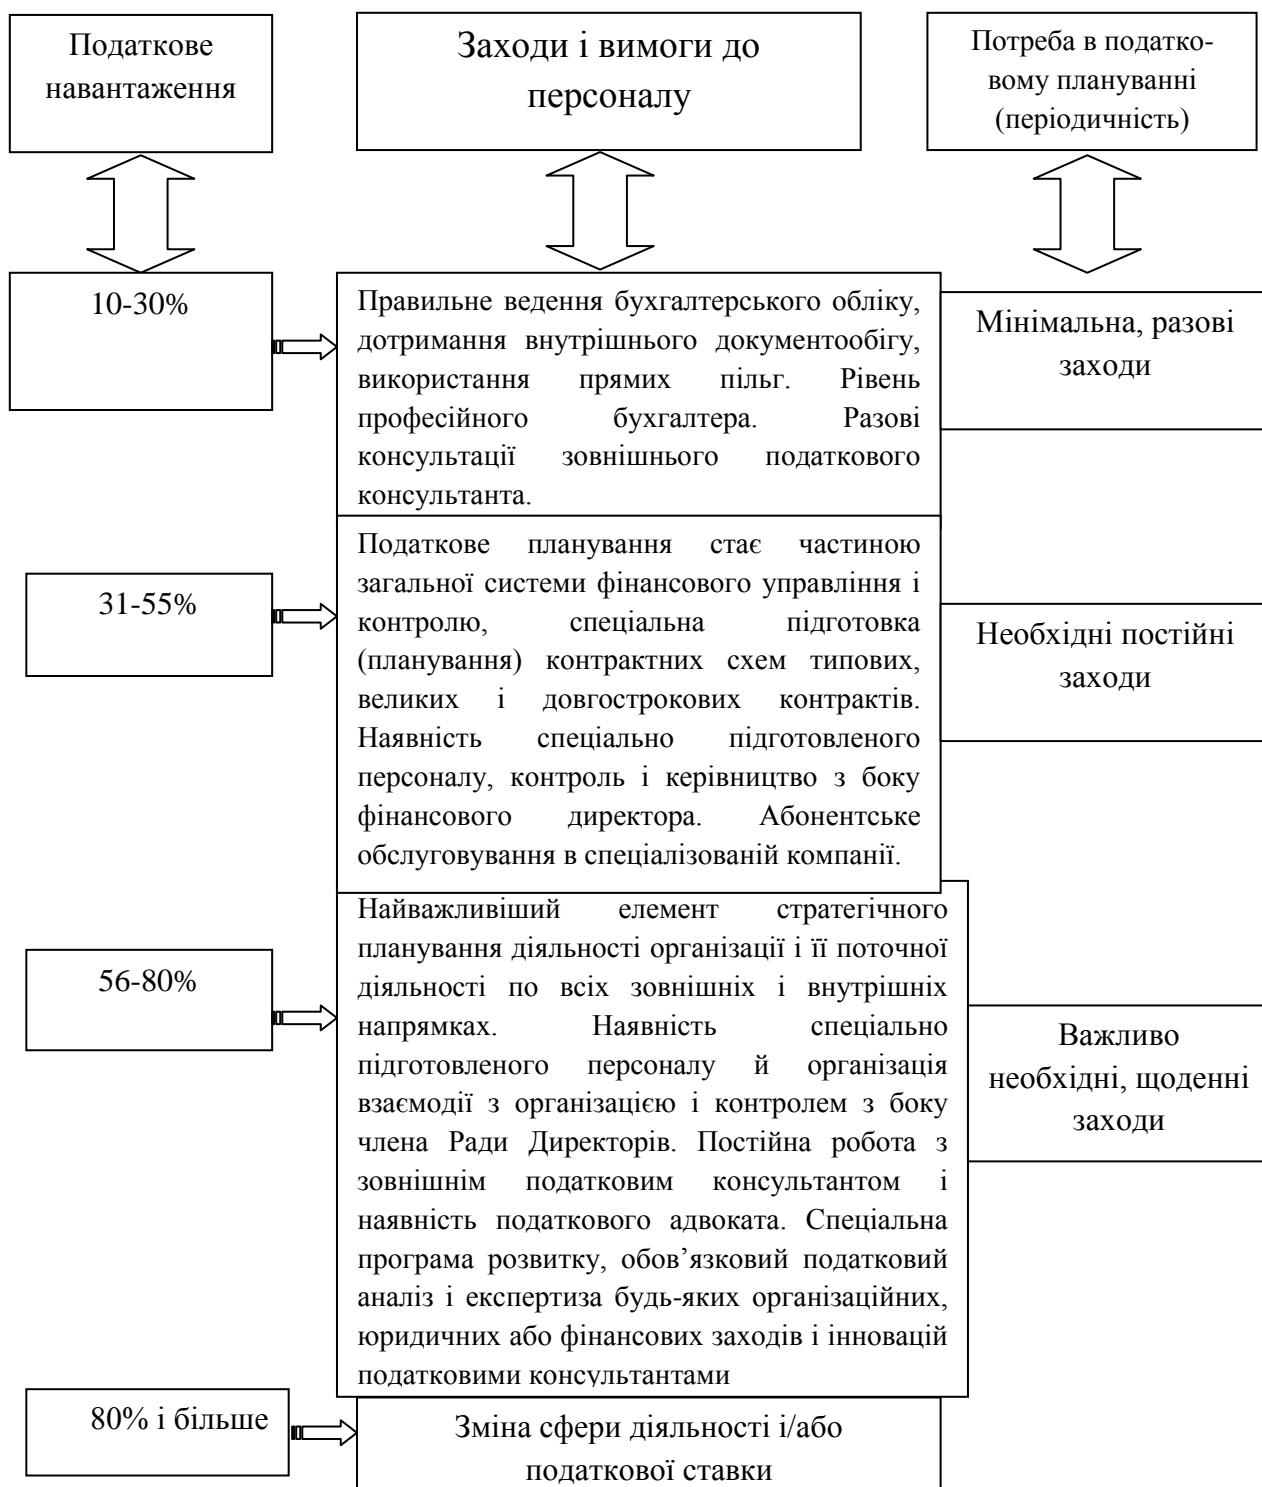 Податкове
навантаження
Заходи і вимоги до
персоналу
Потреба в податко-
вому плануванні
(періодичність)
10-30%
Правильне ведення бухгалтерського обліку,
дотримання внутрішнього документообігу,
використання прямих пільг. Рівень
професійного бухгалтера. Разові
консультації зовнішнього податкового
консультанта.
Мінімальна, разові
заходи
31-55%
Податкове планування стає частиною
загальної системи фінансового управління і
контролю, спеціальна підготовка
(планування) контрактних схем типових,
великих і довгострокових контрактів.
Наявність спеціально підготовленого
персоналу, контроль і керівництво з боку
фінансового директора. Абонентське
обслуговування в спеціалізованій компанії.
Необхідні постійні
заходи
56-80%
Найважливіший елемент стратегічного
планування діяльності організації і її поточної
діяльності по всіх зовнішніх і внутрішніх
напрямках. Наявність спеціально
підготовленого персоналу й організація
взаємодії з організацією і контролем з боку
члена Ради Директорів. Постійна робота з
зовнішнім податковим консультантом і
наявність податкового адвоката. Спеціальна
програма розвитку, обов’язковий податковий
аналіз і експертиза будь-яких організаційних,
юридичних або фінансових заходів і інновацій
податковими консультантами
Важливо
необхідні, щоденні
заходи
80% і більше
Зміна сфери діяльності і/або
податкової ставки